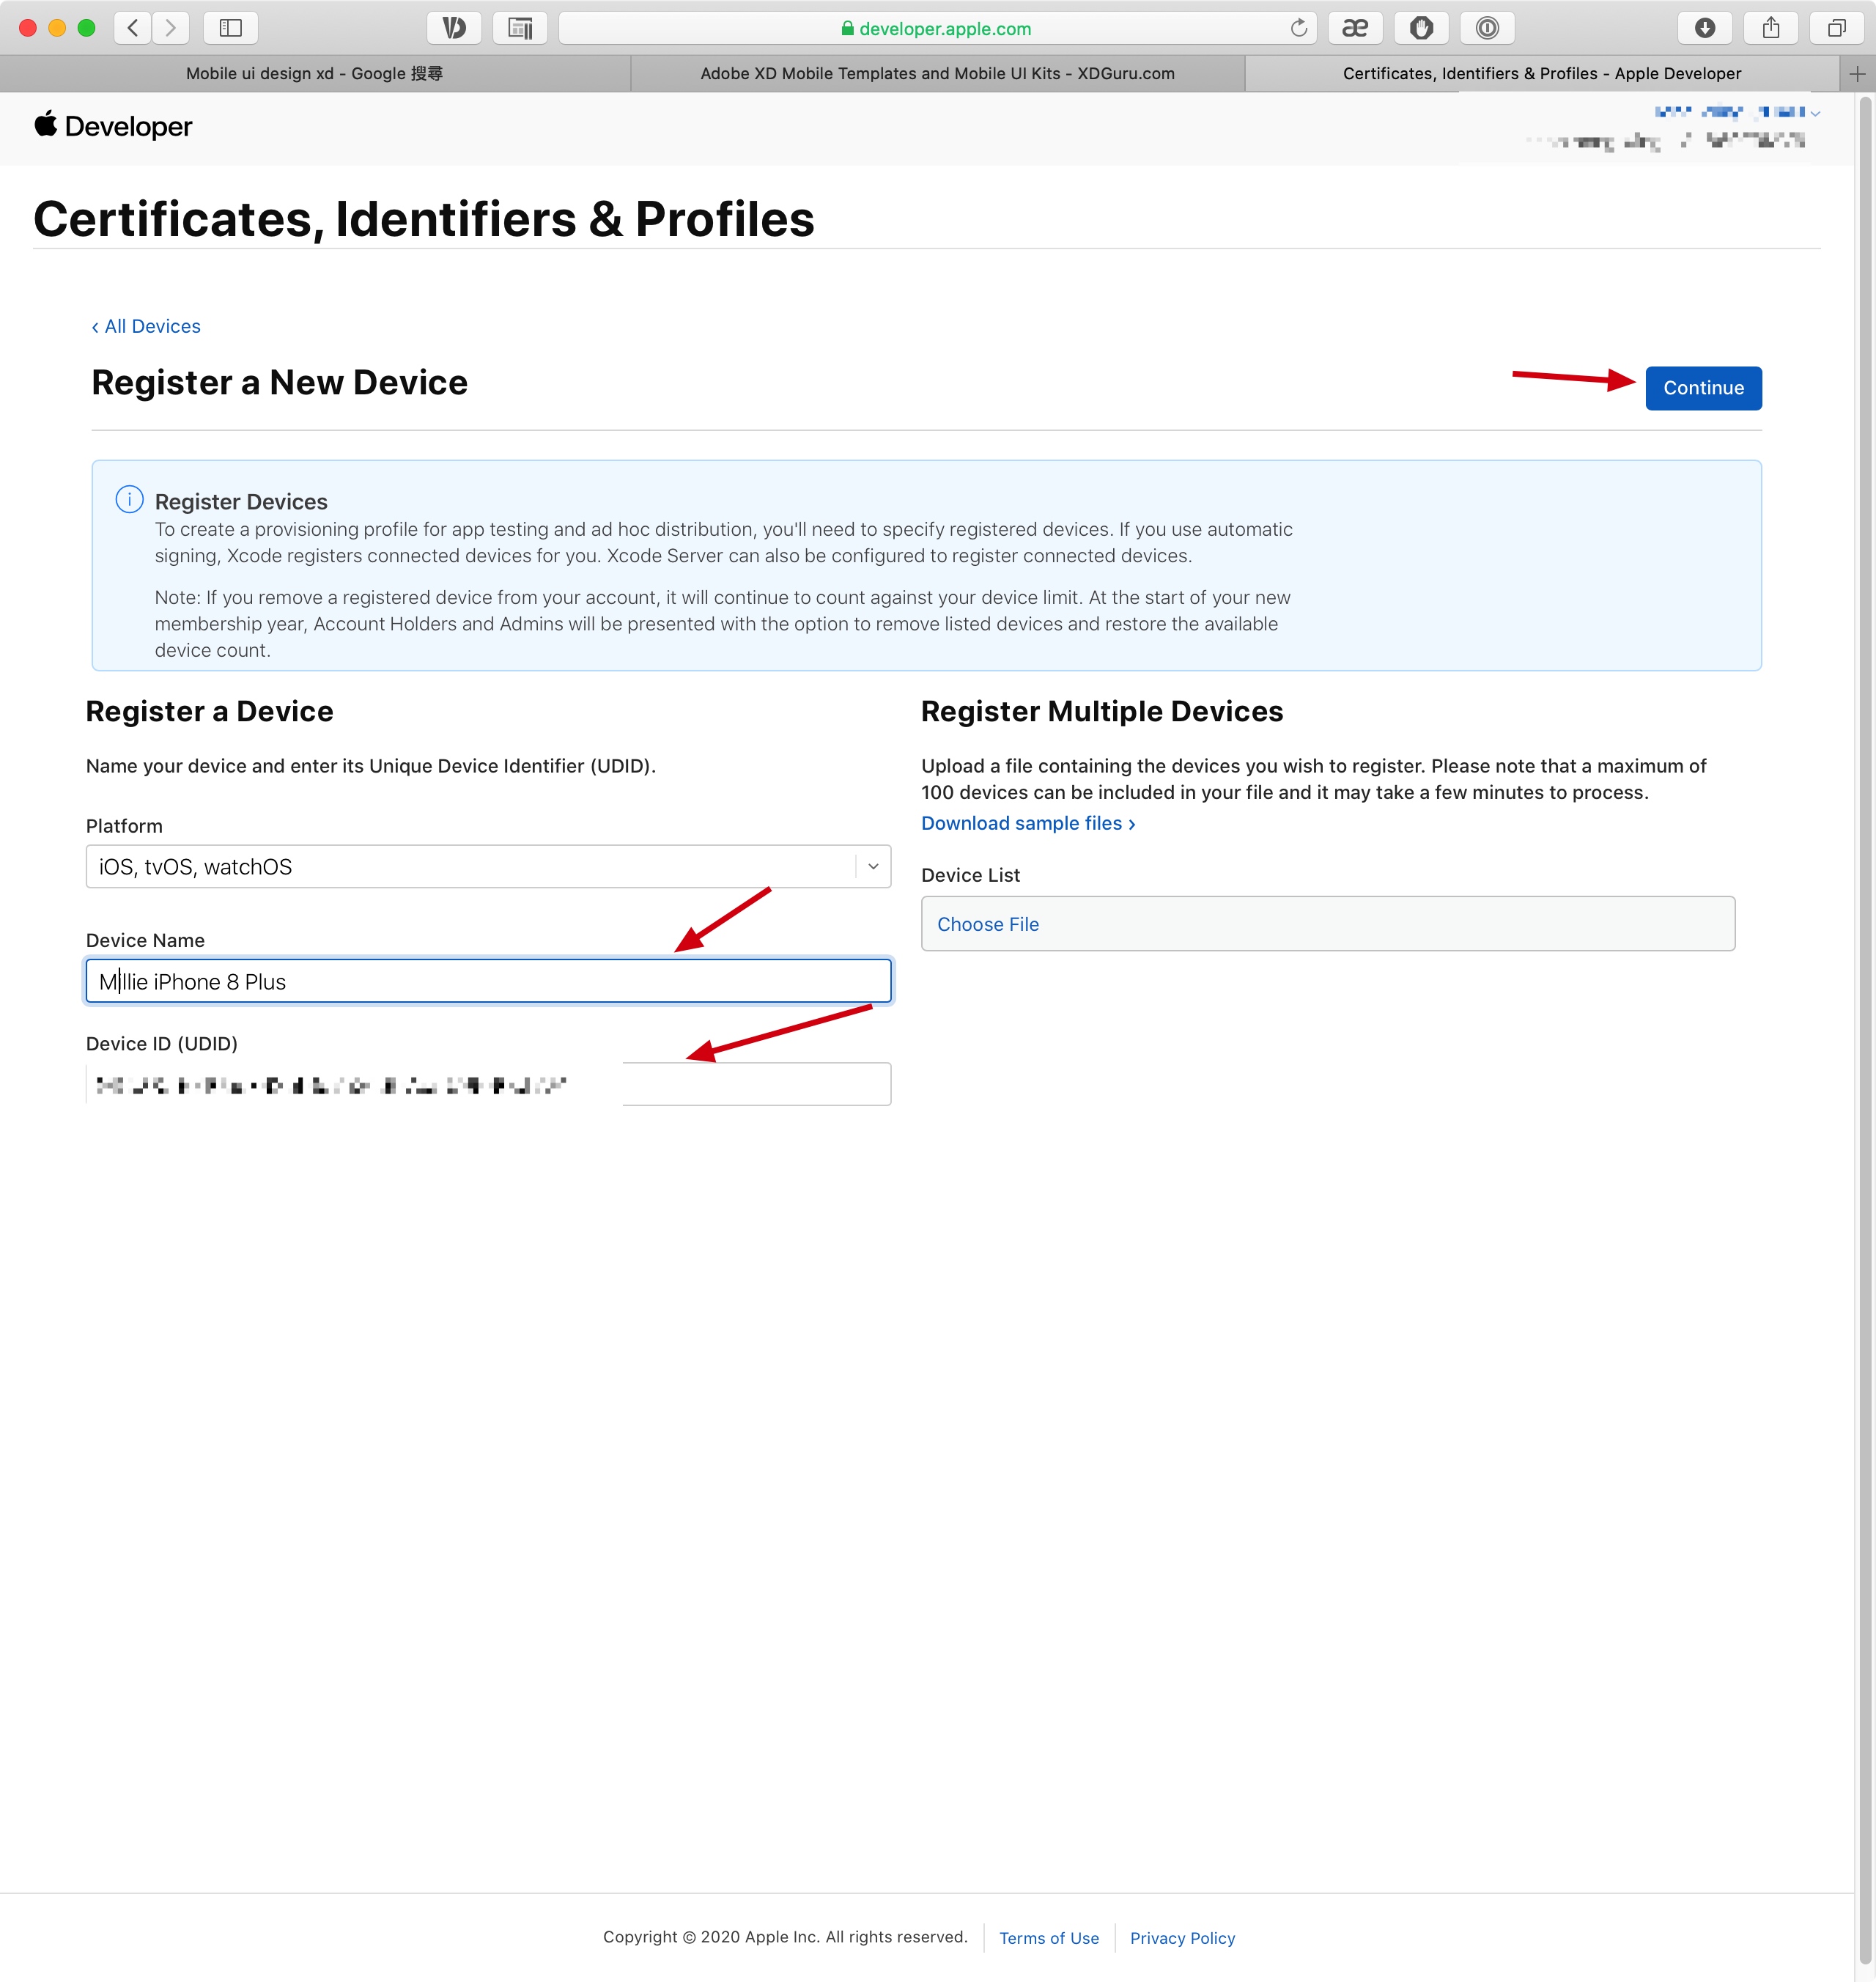 developer.apple.com
Mobile ui design xd - Google 搜尋
Adobe XD Mobile Templates and Mobile UI Kits - XDGuru.com
Certificates, Identifiers & Profiles - Apple Developer
Developer
Certificates, Identifiers & Profiles
‹ All Devices
Register a New Device
Continue
Register Devices
To create a provisioning profile for app testing and ad hoc distribution, you'll need to specify registered devices. If you use automatic
signing, Xcode registers connected devices for you. Xcode Server can also be configured to register connected devices.
Note: If you remove a registered device from your account, it will continue to count against your device limit. At the start of your new
membership year, Account Holders and Admins will be presented with the option to remove listed devices and restore the available
device count.
Register a Device
Name your device and enter its Unique Device Identifier (UDID).
Platform
iOS, tvOS, watchOS
Device Name
Millie iPhone 8 Plus
Device ID (UDID)
Register Multiple Devices
Upload a file containing the devices you wish to register. Please note that a maximum of
100 devices can be included in your file and it may take a few minutes to process.
Download sample files ›
Device List
Choose File
Copyright © 2020 Apple Inc. All rights reserved.
Terms of Use
Privacy Policy